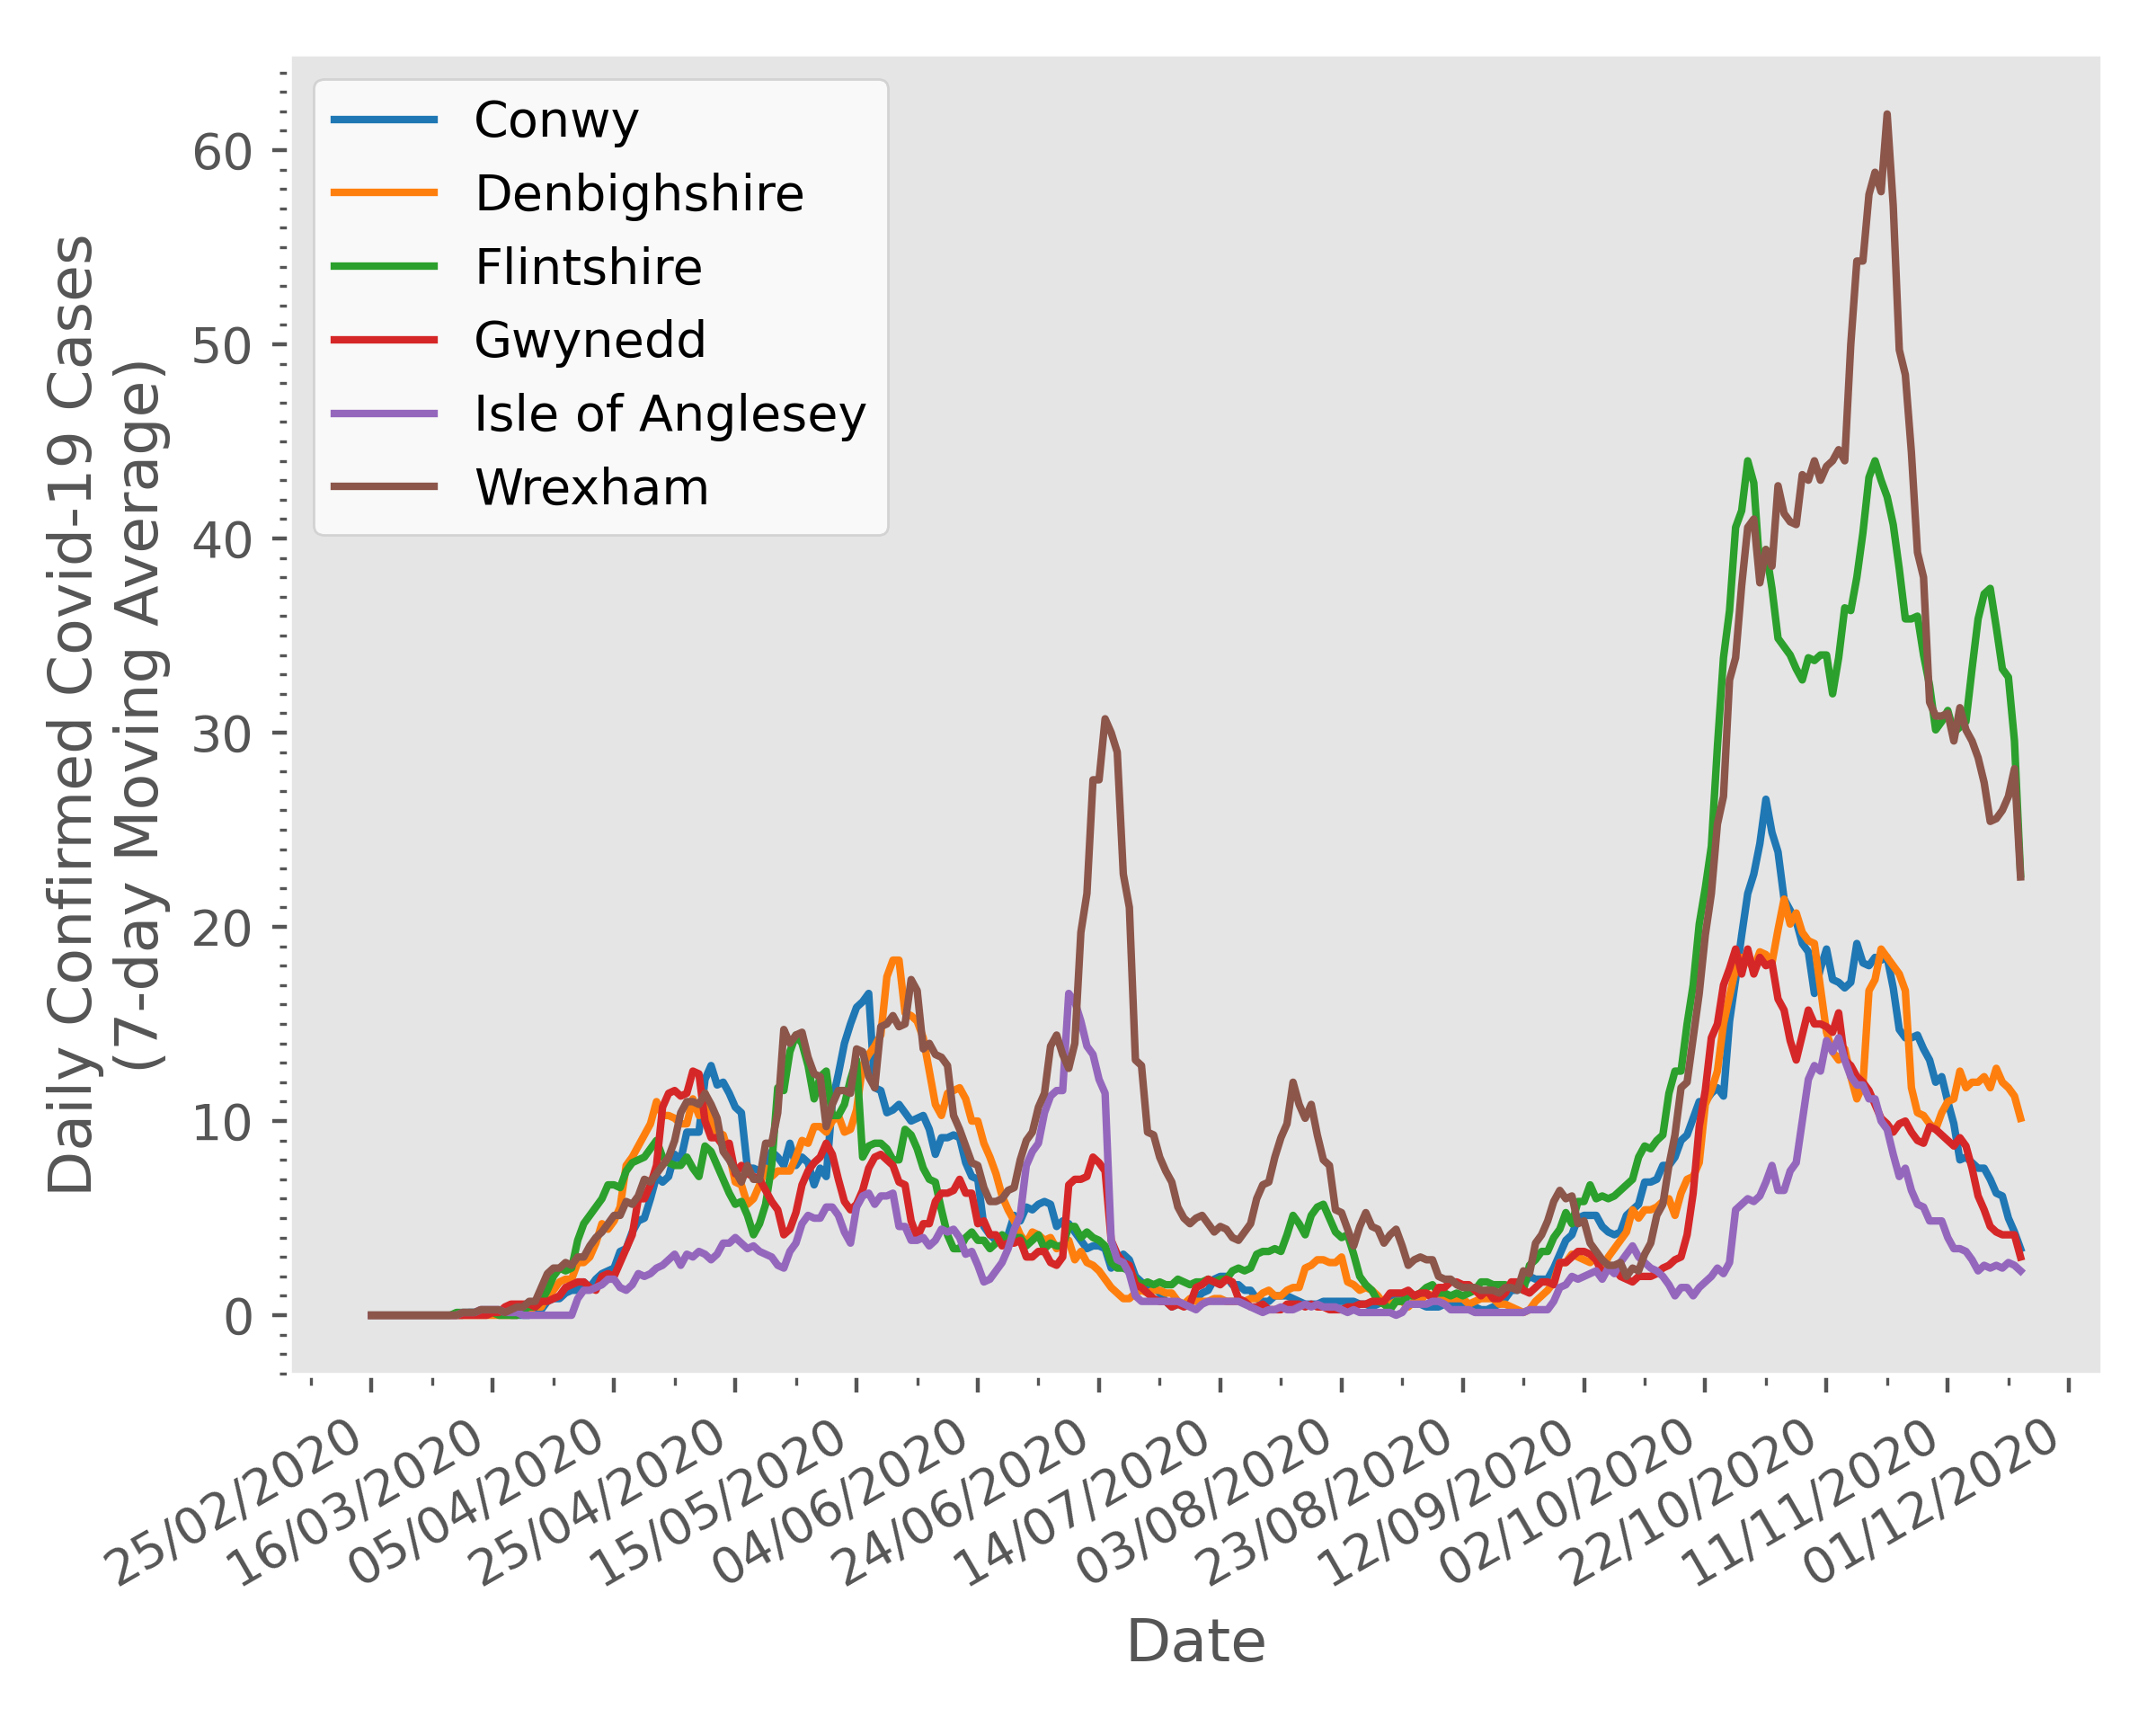 Conwy
Denbighshire
Flintshire
Gwynedd
Isle of Anglesey
Wrexham
Daily Confirmed Covid-19 Cases
(7-day Moving Average)
60
50
40
30
20
10
0
25/02/2020
16/03/2020
05/04/2020
25/04/2020
15/05/2020
04/06/2020
24/06/2020
14/07/2020
03/08/2020
23/08/2020
12/09/2020
02/10/2020
22/10/2020
11/11/2020
01/12/2020
Date